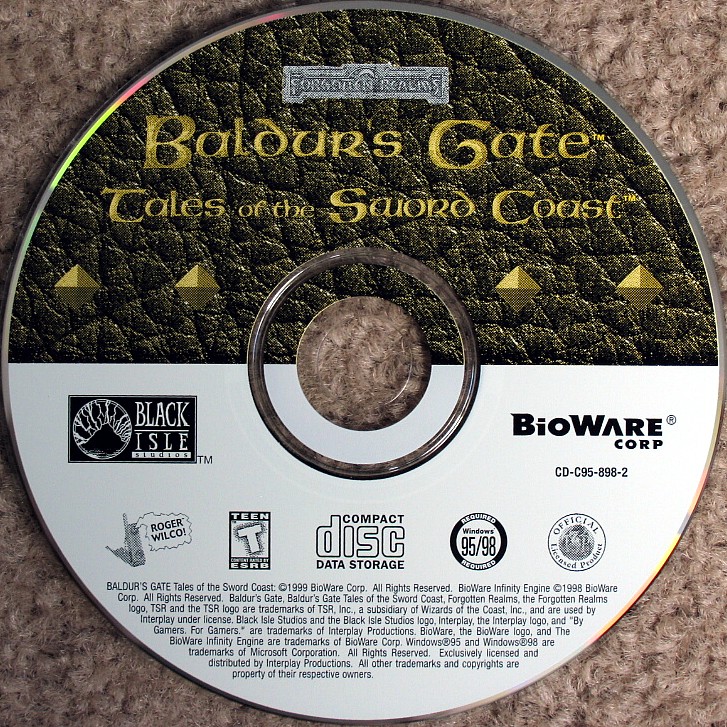 FORGOTTEN REALMS
Baldur's Gate™
Tales of the Sword Coast™
BLACK
ISLE
studios TM
BIOWARE®
CORP
CD-C95-898-2
ROGER
WILCO!
TEEN
T
CONTENT RATED BY
ESRB
COMPACT
disc
DATA STORAGE
REQUIRED
Windows
95/98
REQUIRED
OFFICIAL
Licensed Product
BALDUR'S GATE Tales of the Sword Coast: ©1999 BioWare Corp. All Rights Reserved. BioWare Infinity Engine ©1998 BioWare
Corp. All Rights Reserved. Baldur's Gate, Baldur's Gate Tales of the Sword Coast, Forgotten Realms, the Forgotten Realms
logo, TSR and the TSR logo are trademarks of TSR, Inc., a subsidiary of Wizards of the Coast, Inc., and are used by
Interplay under license. Black Isle Studios and the Black Isle Studios logo, Interplay, the Interplay logo, and "By
Gamers. For Gamers." are trademarks of Interplay Productions. BioWare, the BioWare logo, and The
BioWare Infinity Engine are trademarks of BioWare Corp. Windows®95 and Windows®98 are
trademarks of Microsoft Corporation. All Rights Reserved. Exclusively licensed and
distributed by Interplay Productions. All other trademarks and copyrights are
property of their respective owners.